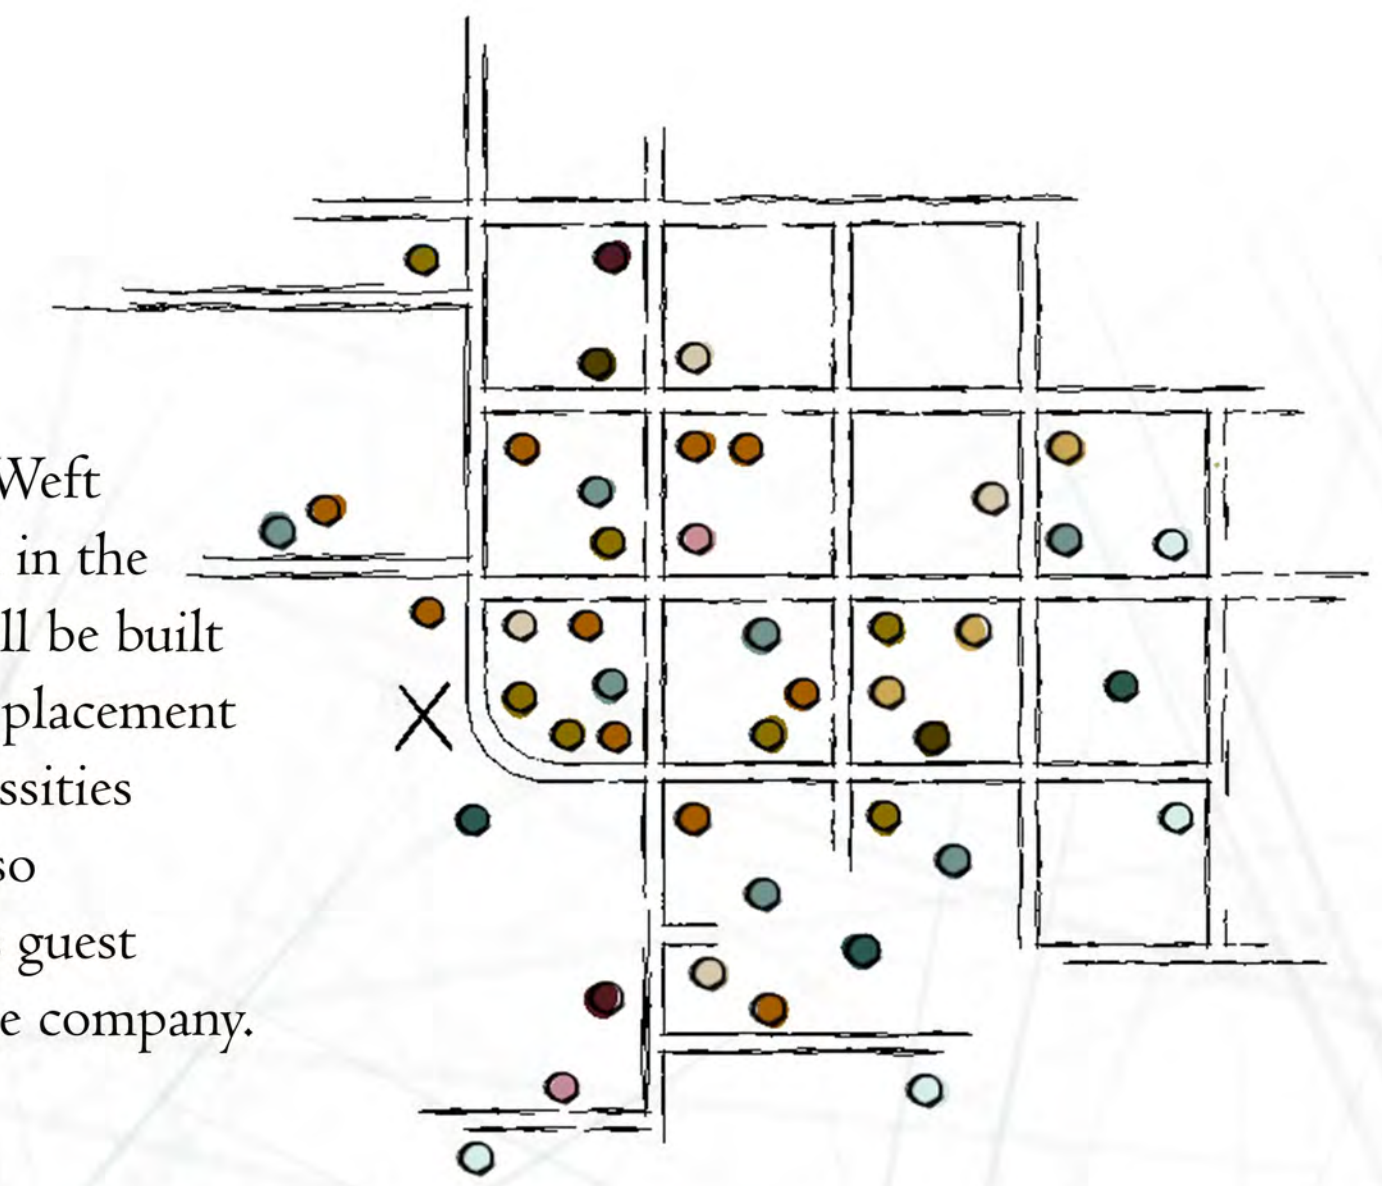 Weft
in the
ll be built
placement
ssities
so
guest
e company.